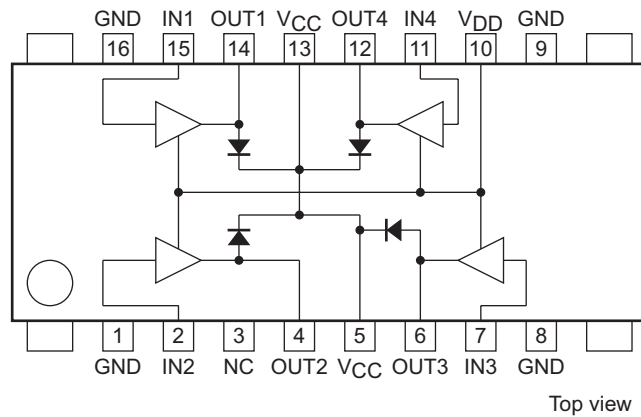 GND IN1 OUT1 VCC OUT4 IN4 VDD GND
16 15 14 13 12 11 10 9
1 2 3 4 5 6 7 8
GND IN2 NC OUT2 VCC OUT3 IN3 GND
Top view